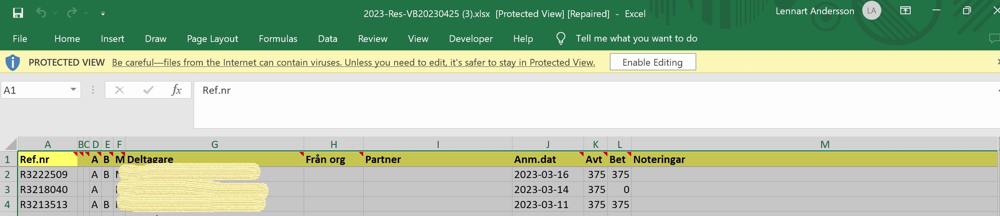 2023-Res-VB20230425 (3).xlsx [Protected View] [Repaired] - Excel
Lennart Andersson LA
File Home Insert Draw Page Layout Formulas Data Review View Developer Help Tell me what you want to do
PROTECTED VIEW Be careful—files from the Internet can contain viruses. Unless you need to edit, it's safer to stay in Protected View. Enable Editing
A1 fx Ref.nr
A B C D E F G H I J K L M
1 Ref.nr A B M Deltagare Från org Partner Anm.dat Avt Bet Noteringar
2 R3222509 A B 2023-03-16 375 375
3 R3218040 A 2023-03-14 375 0
4 R3213513 A B 2023-03-11 375 375